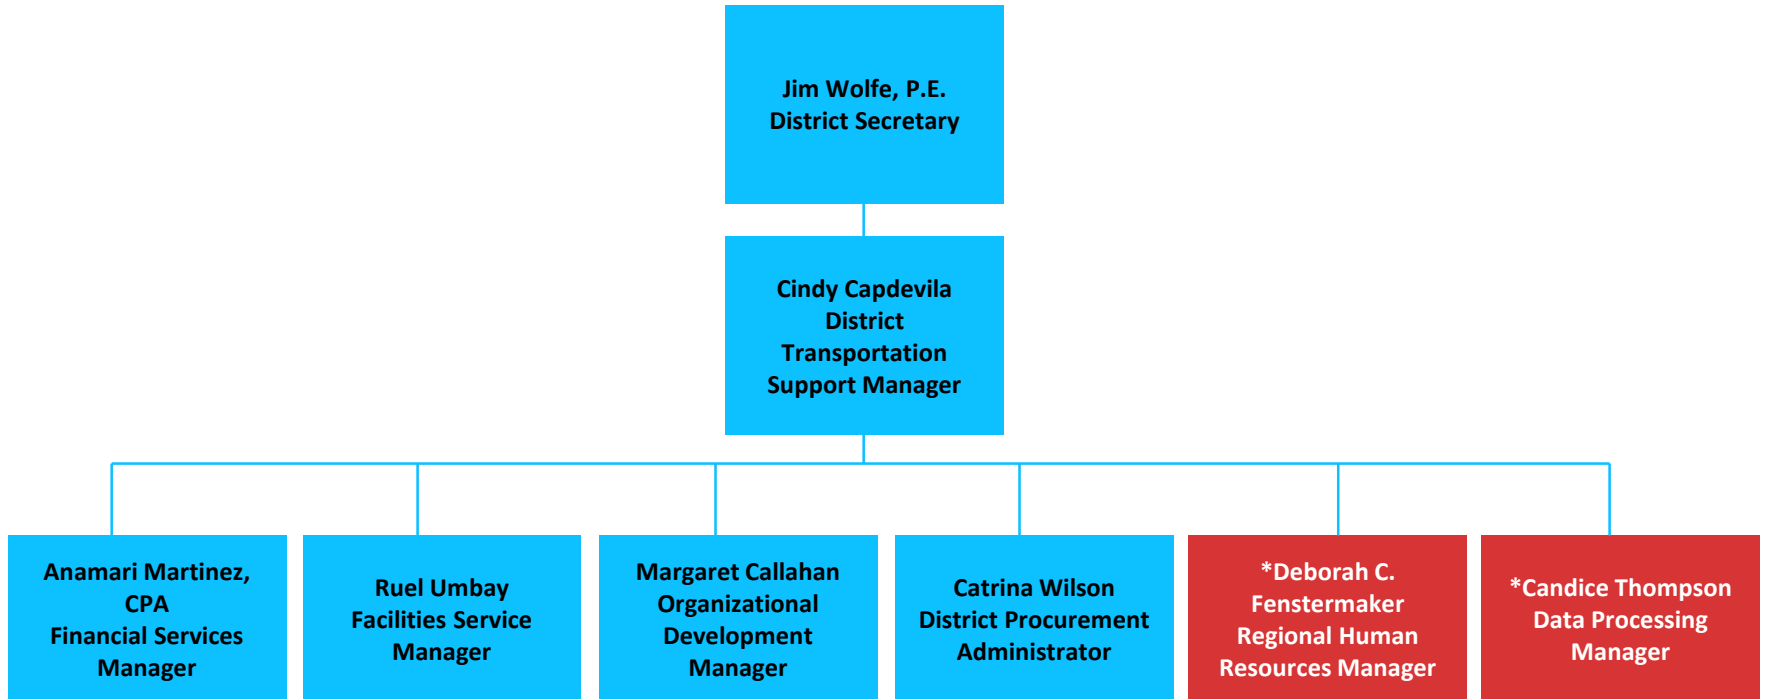 Jim Wolfe, P.E.
District Secretary
Cindy Capdevila
District
Transportation
Support Manager
Anamari Martinez,
CPA
Financial Services
Manager
Ruel Umbay
Facilities Service
Manager
Margaret Callahan
Organizational
Development
Manager
Catrina Wilson
District Procurement
Administrator
*Deborah C.
Fenstermaker
Regional Human
Resources Manager
*Candice Thompson
Data Processing
Manager